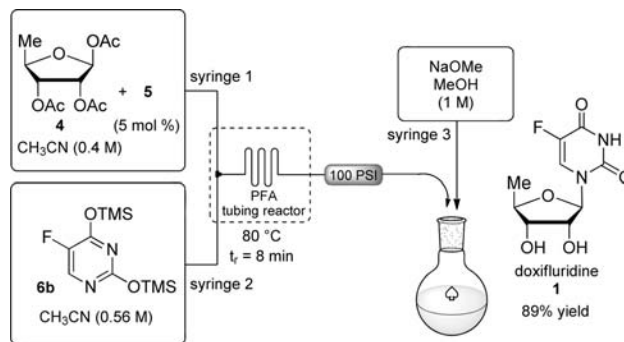 Me
O
OAc
OAc
OAc
4
+ 5
(5 mol %)
CH₃CN (0.4 M)
syringe 1
OTMS
F
N
N
OTMS
6b
CH₃CN (0.56 M)
syringe 2
PFA
tubing reactor
80 °C
tᵣ = 8 min
100 PSI
NaOMe
MeOH
(1 M)
syringe 3
O
F
NH
N
O
Me
O
OH
OH
doxifluridine
1
89% yield